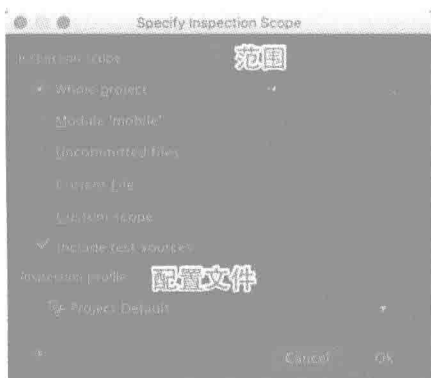 Specify Inspection Scope
Inspection scope
范围
Whole project
Module 'mobile'
Uncommitted files
Current File
Custom scope
Include test sources
Inspection profile
配置文件
Project Default
Cancel
OK